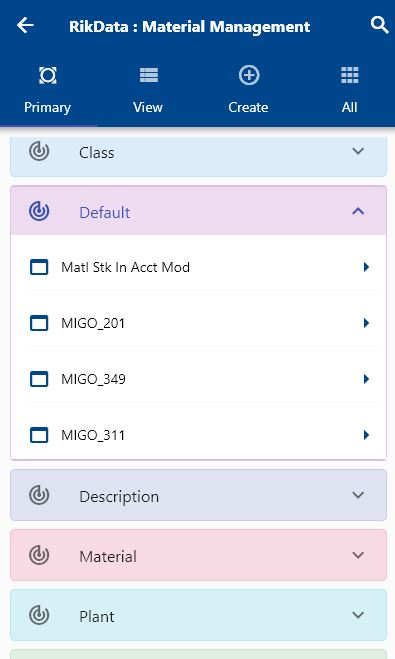 RikData : Material Management
Primary View Create All
Class
Default
Matl Stk In Acct Mod
MIGO_201
MIGO_349
MIGO_311
Description
Material
Plant